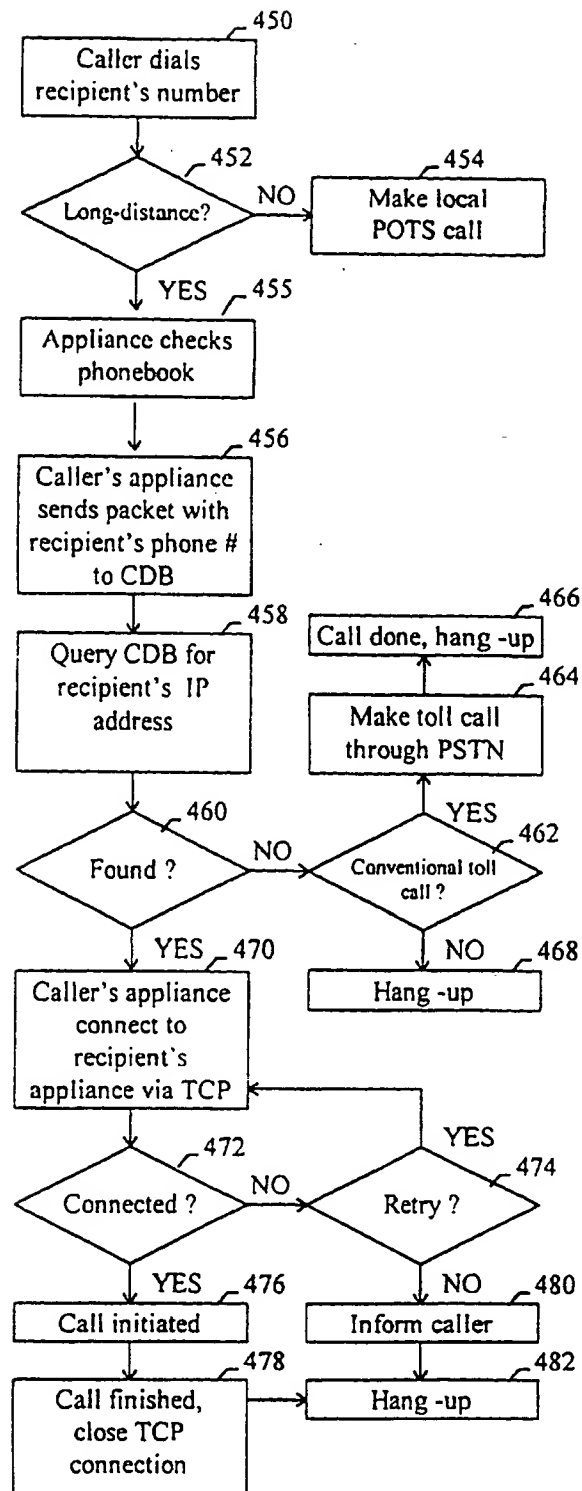 450
Caller dials
recipient's number
452
Long-distance?
NO
454
Make local
POTS call
YES
455
Appliance checks
phonebook
456
Caller's appliance
sends packet with
recipient's phone #
to CDB
458
Query CDB for
recipient's IP
address
466
Call done, hang -up
464
Make toll call
through PSTN
YES
460
Found ?
NO
462
Conventional toll
call ?
YES
470
NO
468
Hang -up
Caller's appliance
connect to
recipient's
appliance via TCP
YES
472
Connected ?
NO
474
Retry ?
YES
476
Call initiated
NO
480
Inform caller
478
Call finished,
close TCP
connection
482
Hang -up